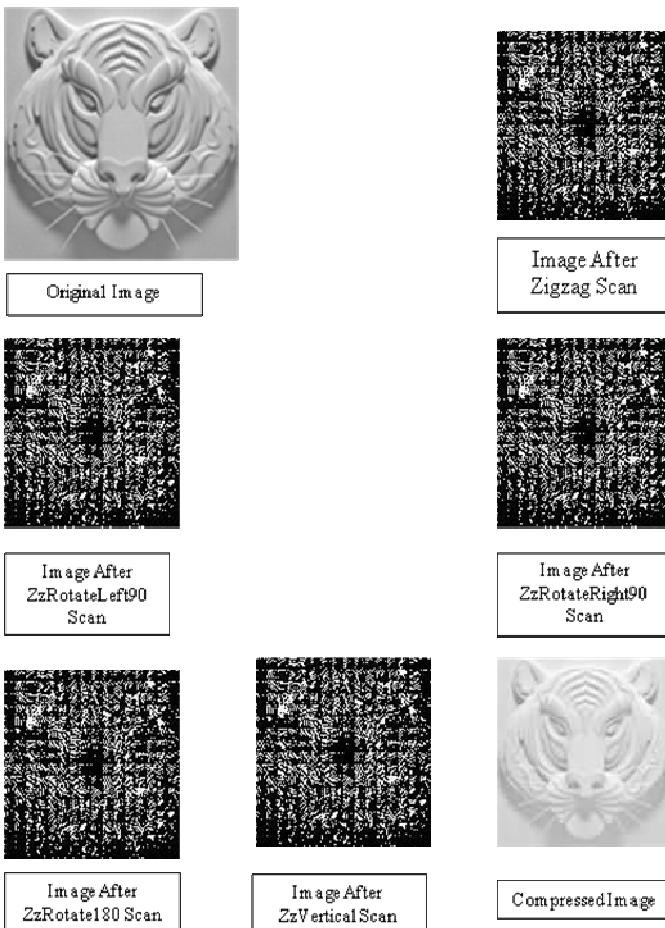 Original Image
Image After
Zigzag Scan
Image After
ZzRotateLeft90
Scan
Image After
ZzRotateRight90
Scan
Image After
ZzRotate180 Scan
Image After
ZzVertical Scan
Compressed Image